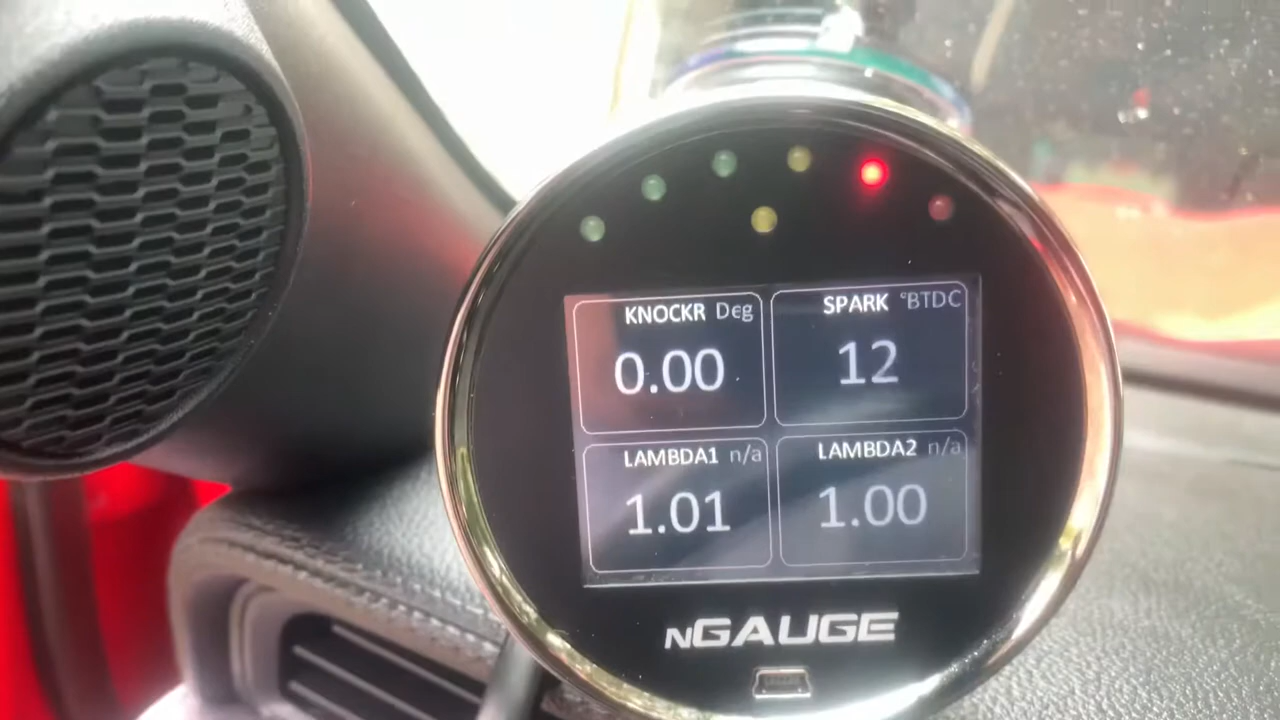 KNOCKR Deg
0.00
SPARK °BTDC
12
LAMBDA1 n/a
1.01
LAMBDA2 n/a
1.00
nGAUGE